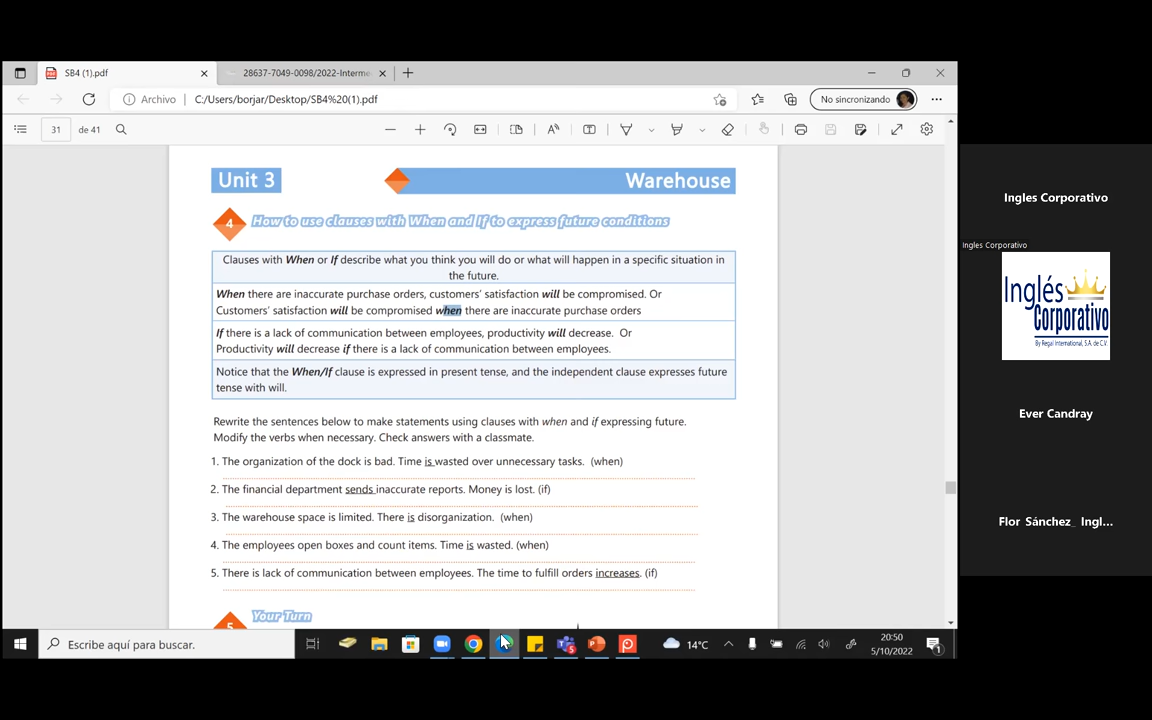 SB4 (1).pdf
28637-7049-0098/2022-Interme
Archivo
C:/Users/borjar/Desktop/SB4%20(1).pdf
No sincronizando
31
de 41
Unit 3
Warehouse
4
How to use clauses with When and If to express future conditions
Clauses with When or If describe what you think you will do or what will happen in a specific situation in
the future.
When there are inaccurate purchase orders, customers' satisfaction will be compromised. Or
Customers' satisfaction will be compromised when there are inaccurate purchase orders
If there is a lack of communication between employees, productivity will decrease. Or
Productivity will decrease if there is a lack of communication between employees.
Notice that the When/If clause is expressed in present tense, and the independent clause expresses future
tense with will.
Rewrite the sentences below to make statements using clauses with when and if expressing future.
Modify the verbs when necessary. Check answers with a classmate.
1. The organization of the dock is bad. Time is wasted over unnecessary tasks. (when)
2. The financial department sends inaccurate reports. Money is lost. (if)
3. The warehouse space is limited. There is disorganization. (when)
4. The employees open boxes and count items. Time is wasted. (when)
5. There is lack of communication between employees. The time to fulfill orders increases. (if)
5
Your Turn
Escribe aquí para buscar.
14°C
20:50
5/10/2022
Ingles Corporativo
Ingles Corporativo
Inglés
Corporativo
By Regal International, S.A. de C.V.
Ever Candray
Flor Sánchez_ Ingl...